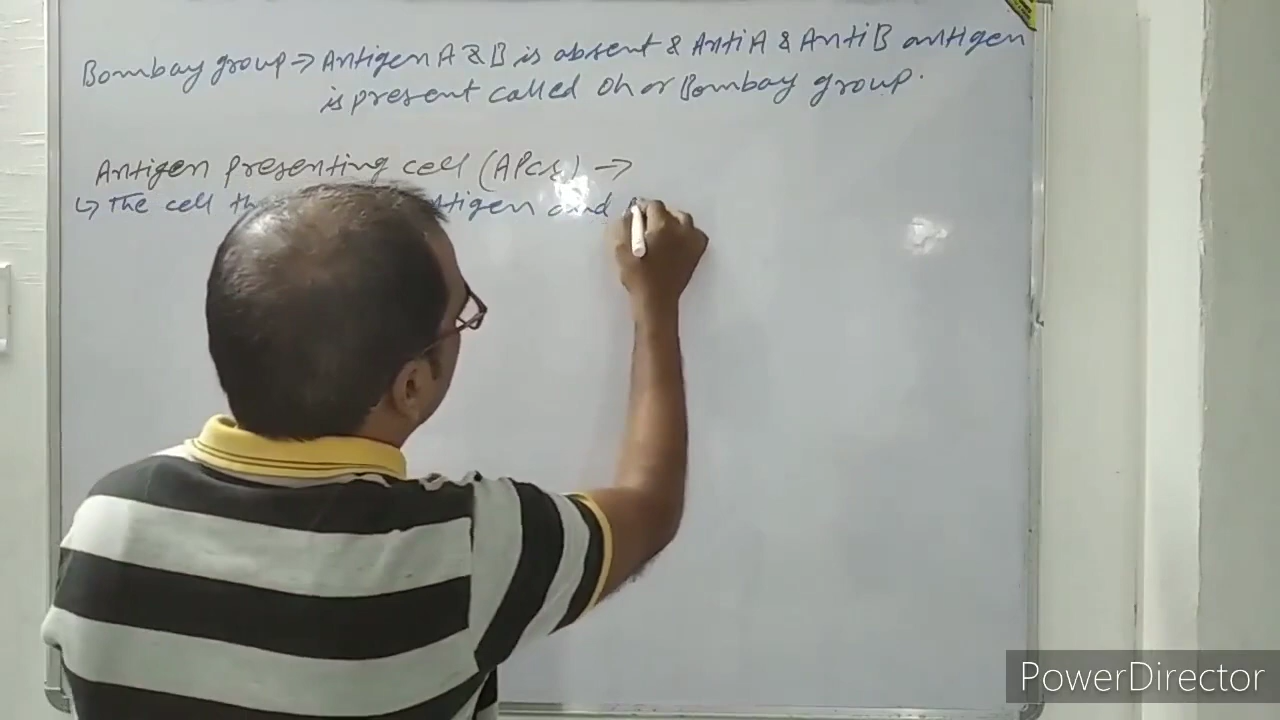 Bombay group → Antigen A & B is absent & Anti A & Anti B antigen
is present called Oh or Bombay group.
Antigen Presenting cell (APCs) →
↳ The cell antigen and
PowerDirector